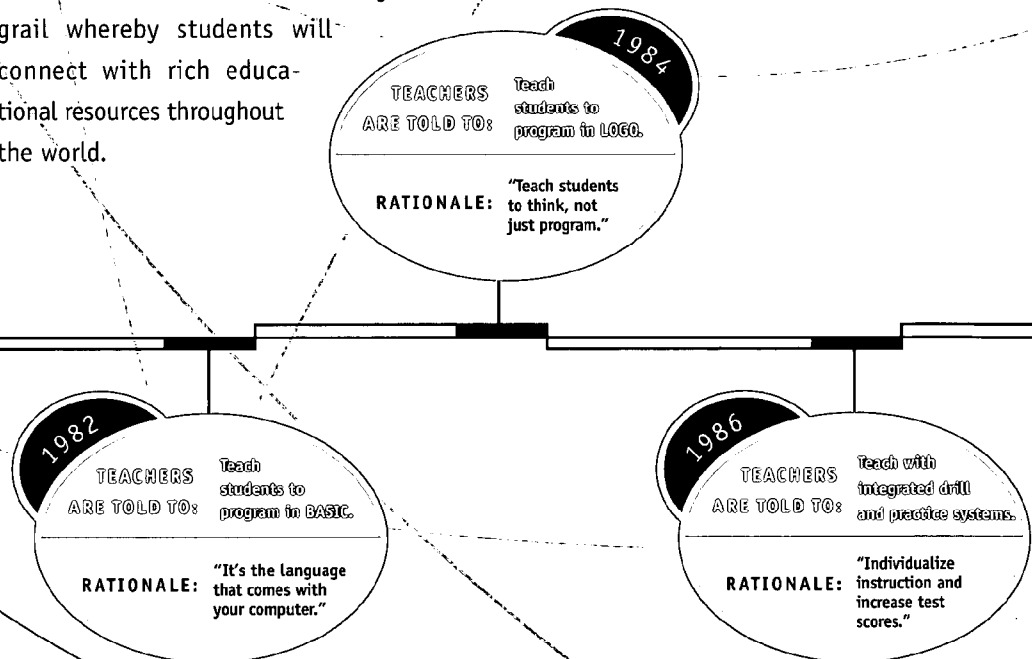 grail whereby students will
connect with rich educa-
tional resources throughout
the world.
1984
TEACHERS
ARE TOLD TO:
Teach
students to
program in LOGO.
RATIONALE:
"Teach students
to think, not
just program."
1982
TEACHERS
ARE TOLD TO:
Teach
students to
program in BASIC.
RATIONALE:
"It's the language
that comes with
your computer."
1986
TEACHERS
ARE TOLD TO:
Teach with
integrated drill
and practice systems.
RATIONALE:
"Individualize
instruction and
increase test
scores."